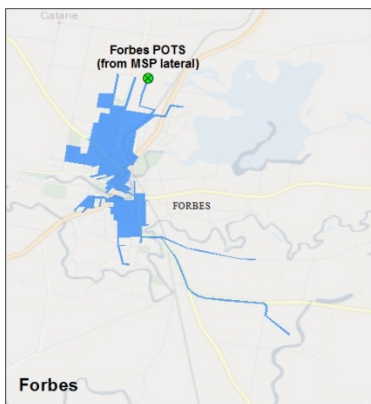 Calarie
Forbes POTS
(from MSP lateral)
FORBES
Forbes